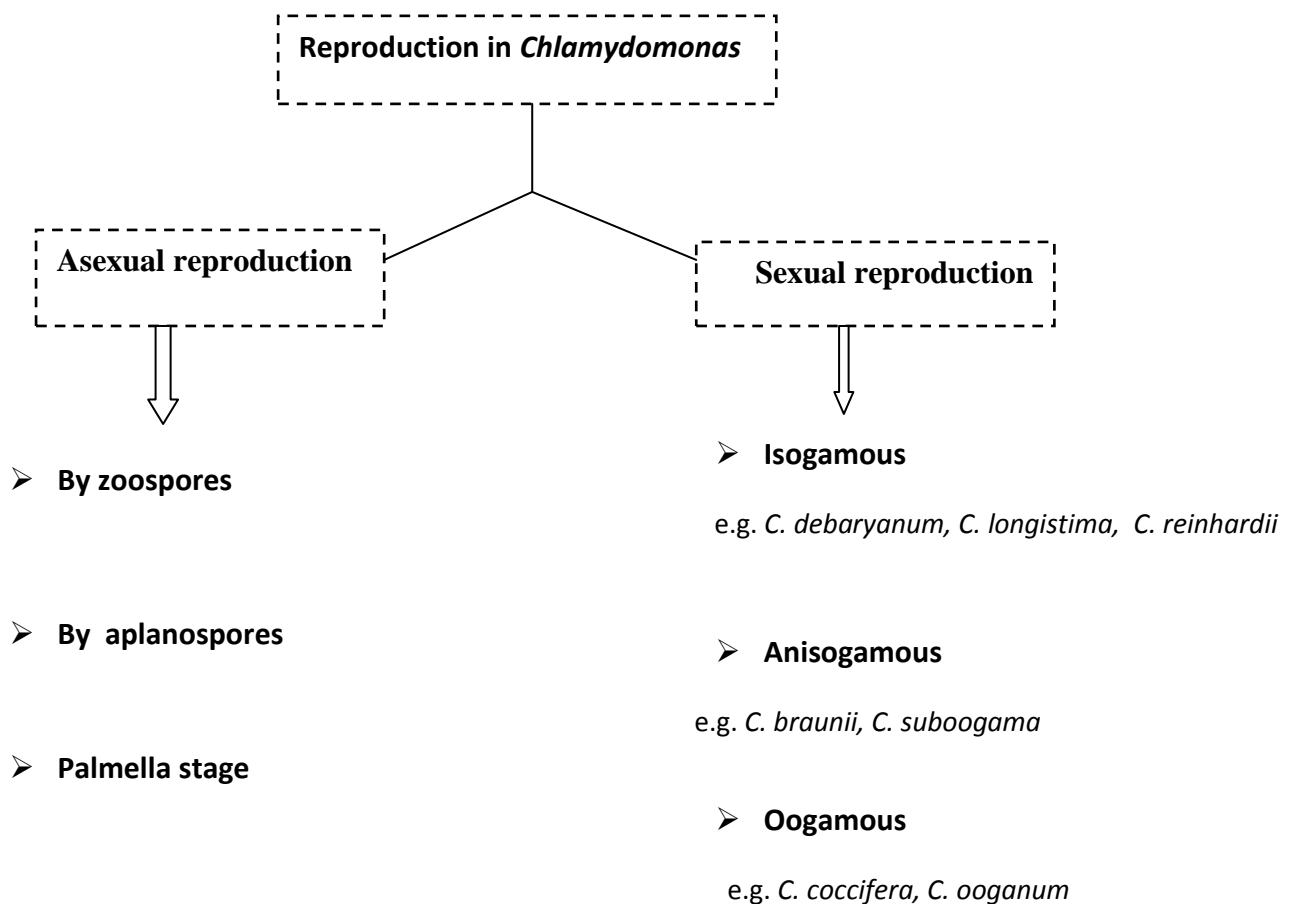 Reproduction in Chlamydomonas
Asexual reproduction
➢ By zoospores
➢ By aplanospores
➢ Palmella stage
Sexual reproduction
➢ Isogamous
e.g. C. debaryanum, C. longistima, C. reinhardii
➢ Anisogamous
e.g. C. braunii, C. suboogama
➢ Oogamous
e.g. C. coccifera, C. ooganum